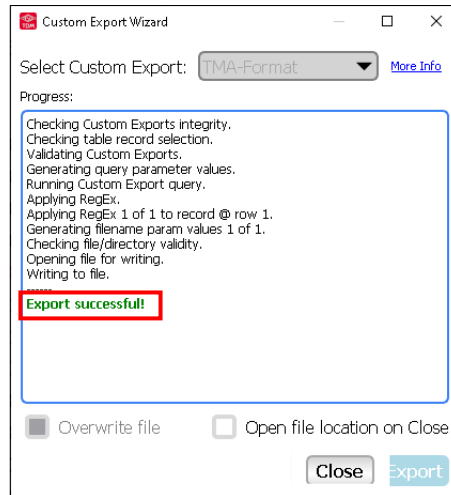 TDM
Custom Export Wizard
Select Custom Export: TMA-Format More Info
Progress:
Checking Custom Exports integrity.
Checking table record selection.
Validating Custom Exports.
Generating query parameter values.
Running Custom Export query.
Applying RegEx.
Applying RegEx 1 of 1 to record @ row 1.
Generating filename param values 1 of 1.
Checking file/directory validity.
Opening file for writing.
Writing to file.
------
Export successful!
Overwrite file Open file location on Close
Close Export